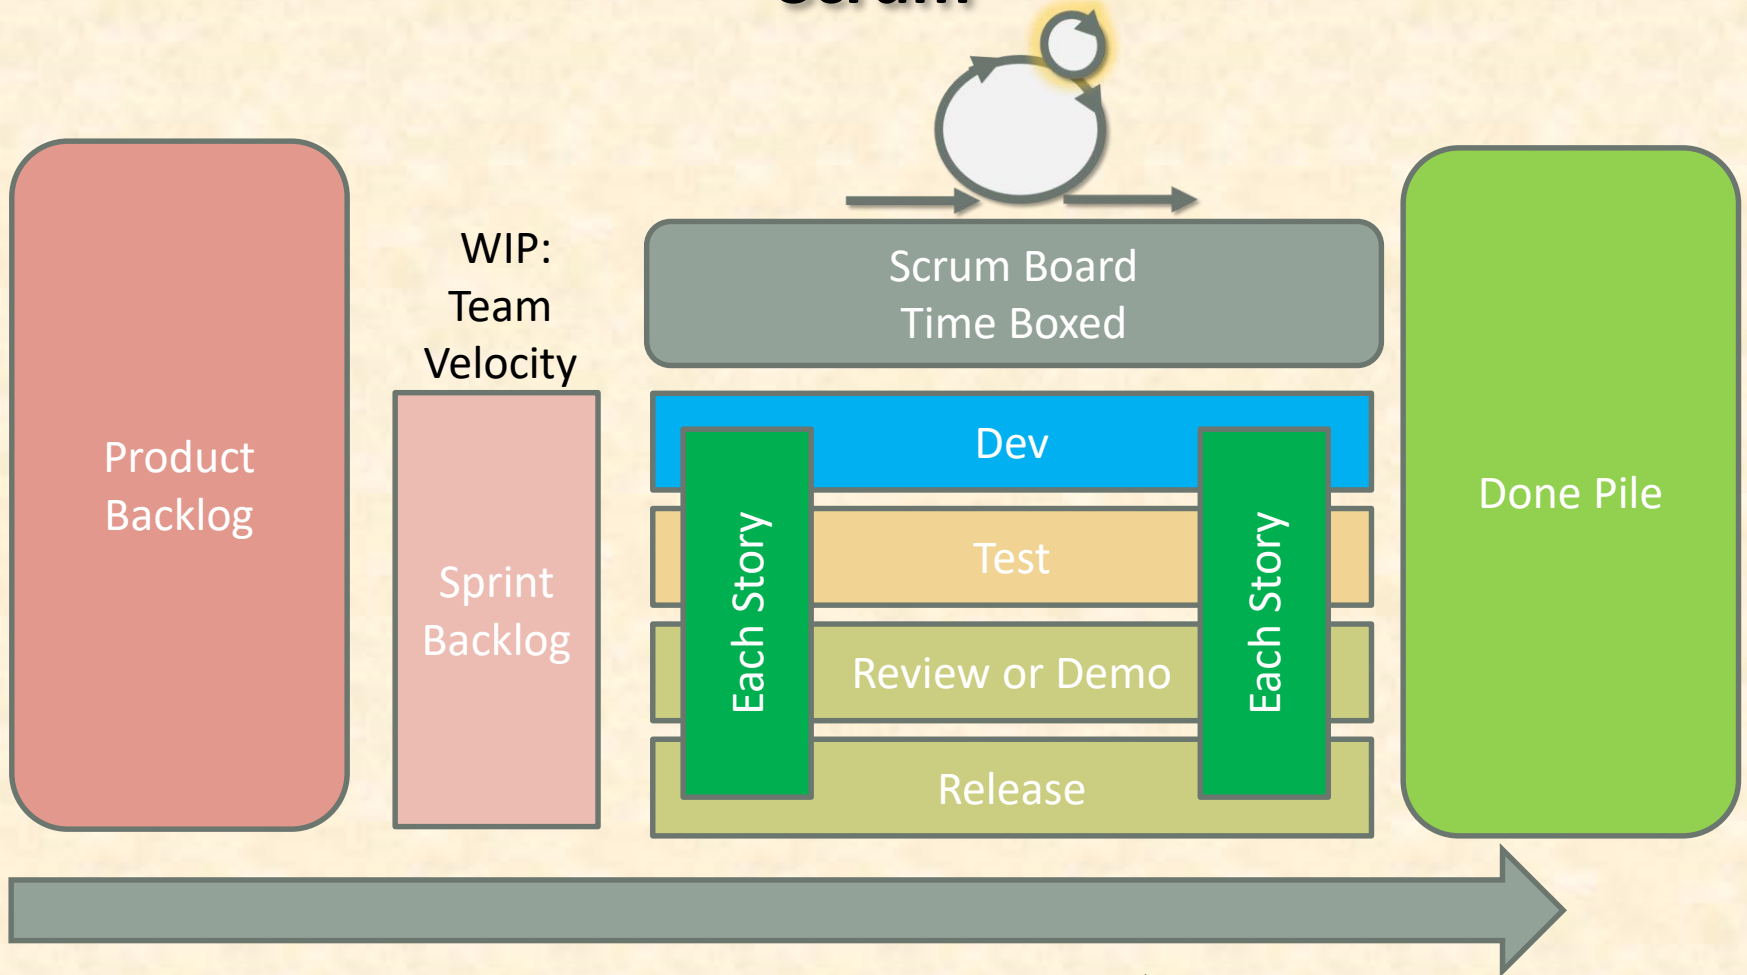 Scrum
Product
Backlog
WIP:
Team
Velocity
Sprint
Backlog
Scrum Board
Time Boxed
Dev
Test
Review or Demo
Release
Each Story
Each Story
Done Pile